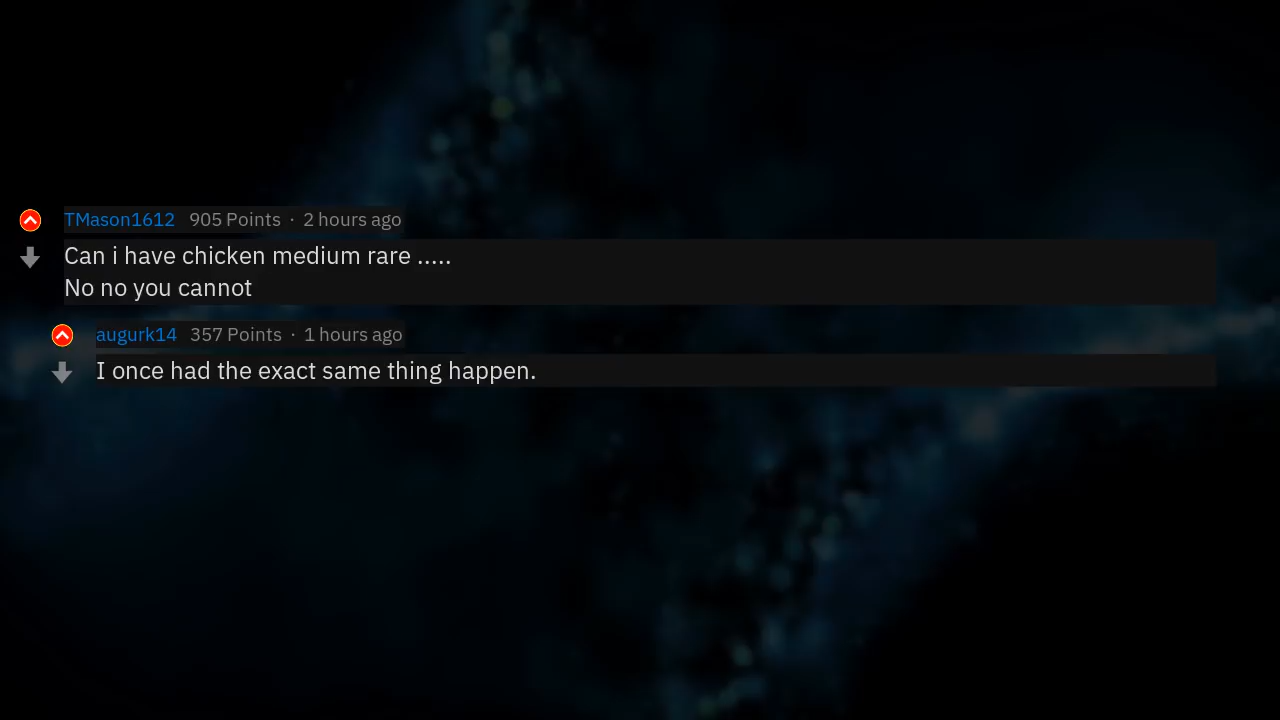 TMason1612 905 Points · 2 hours ago
Can i have chicken medium rare .....
No no you cannot
augurk14 357 Points · 1 hours ago
I once had the exact same thing happen.